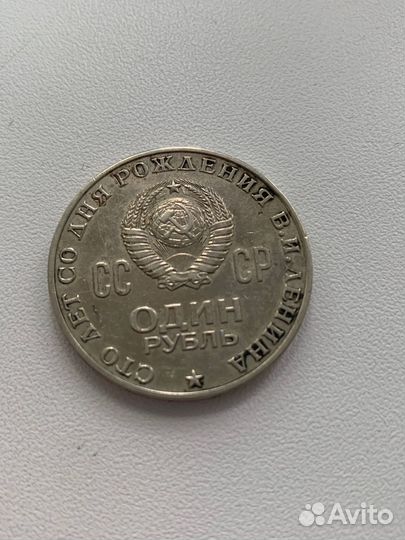 СТО ЛЕТ СО ДНЯ РОЖДЕНИЯ В.И.ЛЕНИНА
СС СР
ОДИН
РУБЛЬ
Avito